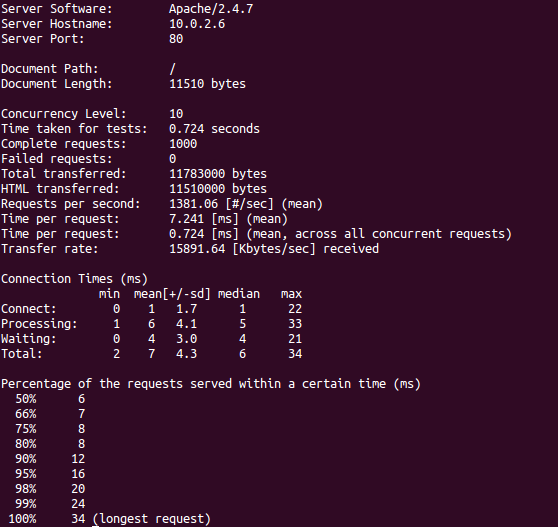 Server Software:        Apache/2.4.7
Server Hostname:        10.0.2.6
Server Port:            80

Document Path:          /
Document Length:        11510 bytes

Concurrency Level:      10
Time taken for tests:   0.724 seconds
Complete requests:      1000
Failed requests:        0
Total transferred:      11783000 bytes
HTML transferred:       11510000 bytes
Requests per second:    1381.06 [#/sec] (mean)
Time per request:       7.241 [ms] (mean)
Time per request:       0.724 [ms] (mean, across all concurrent requests)
Transfer rate:          15891.64 [Kbytes/sec] received

Connection Times (ms)
              min  mean[+/-sd] median   max
Connect:        0    1   1.7      1      22
Processing:     1    6   4.1      5      33
Waiting:        0    4   3.0      4      21
Total:          2    7   4.3      6      34

Percentage of the requests served within a certain time (ms)
  50%      6
  66%      7
  75%      8
  80%      8
  90%     12
  95%     16
  98%     20
  99%     24
 100%     34 (longest request)